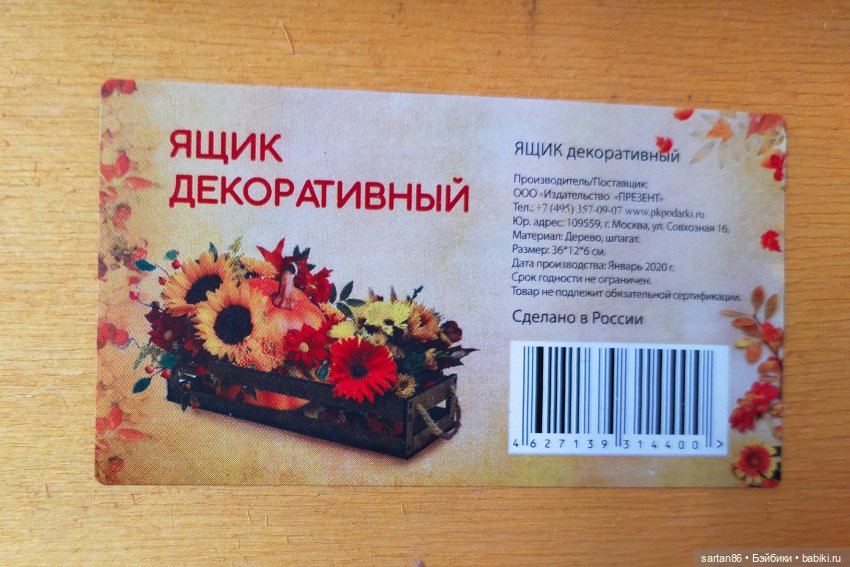 ЯЩИК
ДЕКОРАТИВНЫЙ
ЯЩИК декоративный
Производитель/Поставщик:
ООО «Издательство «ПРЕЗЕНТ»
Тел.: +7 (495) 357-09-07 www.pkpodarki.ru
Юр. адрес: 109559, г. Москва, ул. Совхозная 16.
Материал: Дерево, шпагат.
Размер: 36*12*6 см.
Дата производства: Январь 2020 г.
Срок годности не ограничен.
Товар не подлежит обязательной сертификации.
Сделано в России
4 627139 314400 >
sartan86 • Бэйбики • babiki.ru